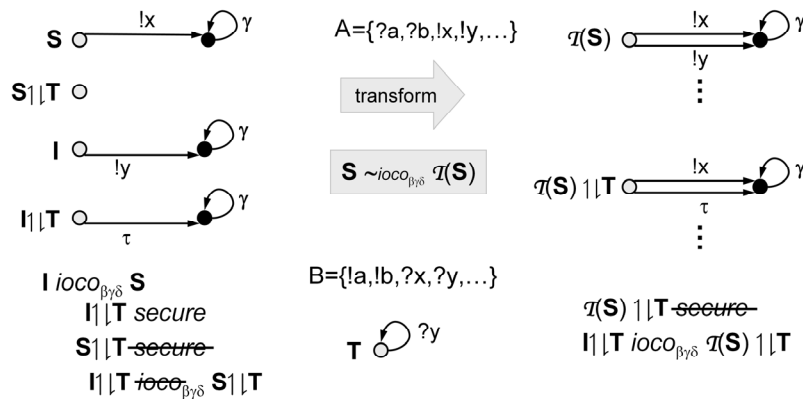 S !x γ
A={?a,?b,!x,!y,…}
𝒯(S) !x !y γ
⋮
S⥮T
transform
I !y γ
S ~ioco_βγδ 𝒯(S)
I⥮T τ γ
𝒯(S) ⥮T !x τ γ
⋮
I ioco_βγδ S
I⥮T secure
S⥮T secure
I⥮T ioco_βγδ S⥮T
B={!a,!b,?x,?y,…}
T ?y
𝒯(S) ⥮T secure
I⥮T ioco_βγδ 𝒯(S) ⥮T